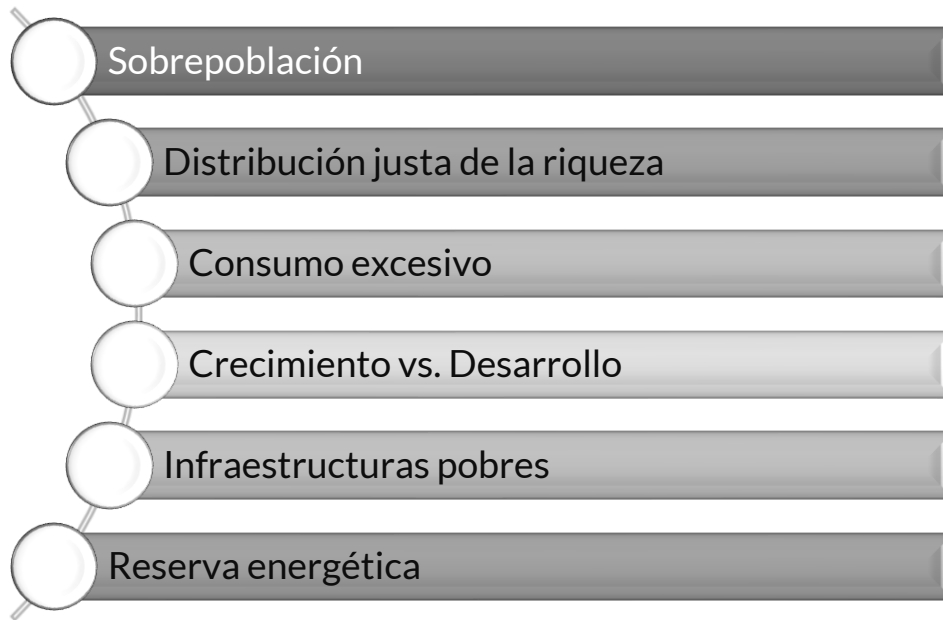 Sobrepoblación
Distribución justa de la riqueza
Consumo excesivo
Crecimiento vs. Desarrollo
Infraestructuras pobres
Reserva energética